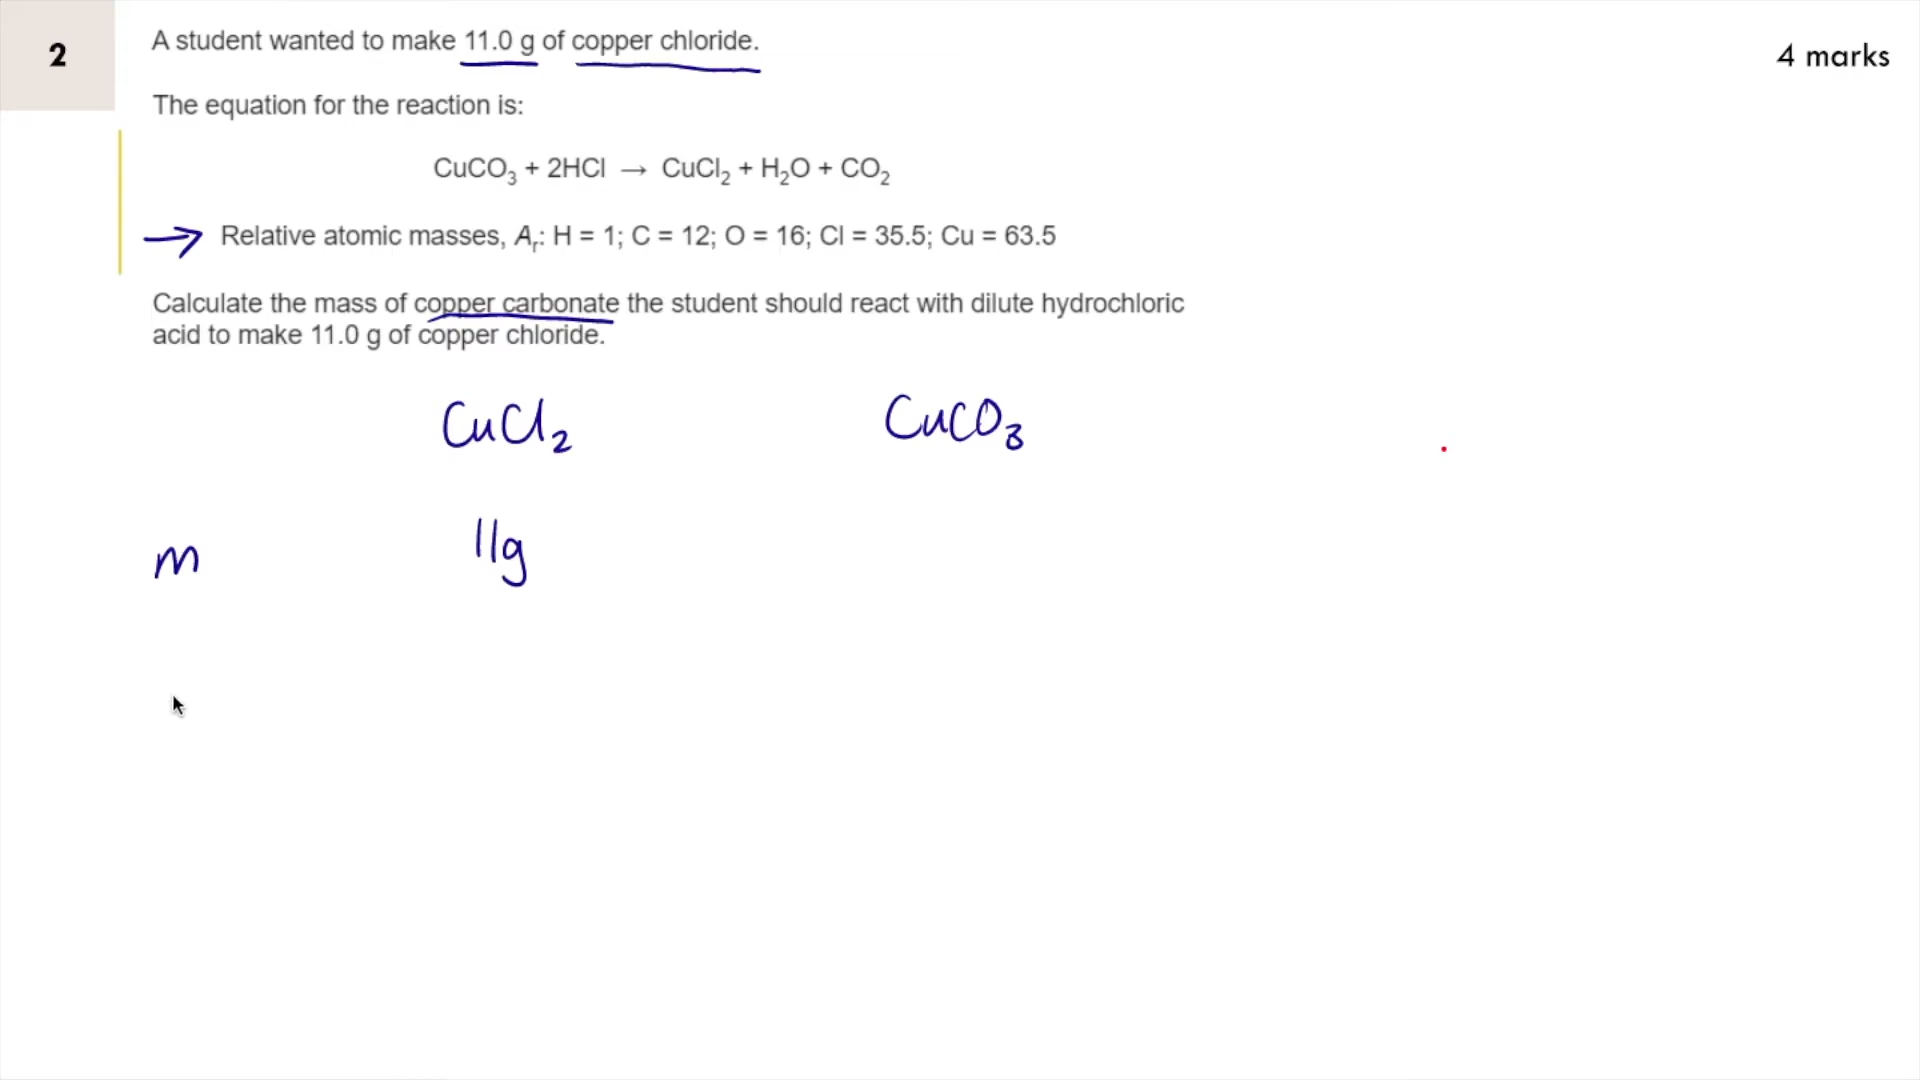 2
A student wanted to make 11.0 g of copper chloride.
4 marks
The equation for the reaction is:
CuCO₃ + 2HCl → CuCl₂ + H₂O + CO₂
→ Relative atomic masses, Aᵣ: H = 1; C = 12; O = 16; Cl = 35.5; Cu = 63.5
Calculate the mass of copper carbonate the student should react with dilute hydrochloric
acid to make 11.0 g of copper chloride.
CuCl₂ CuCO₃
m 11g